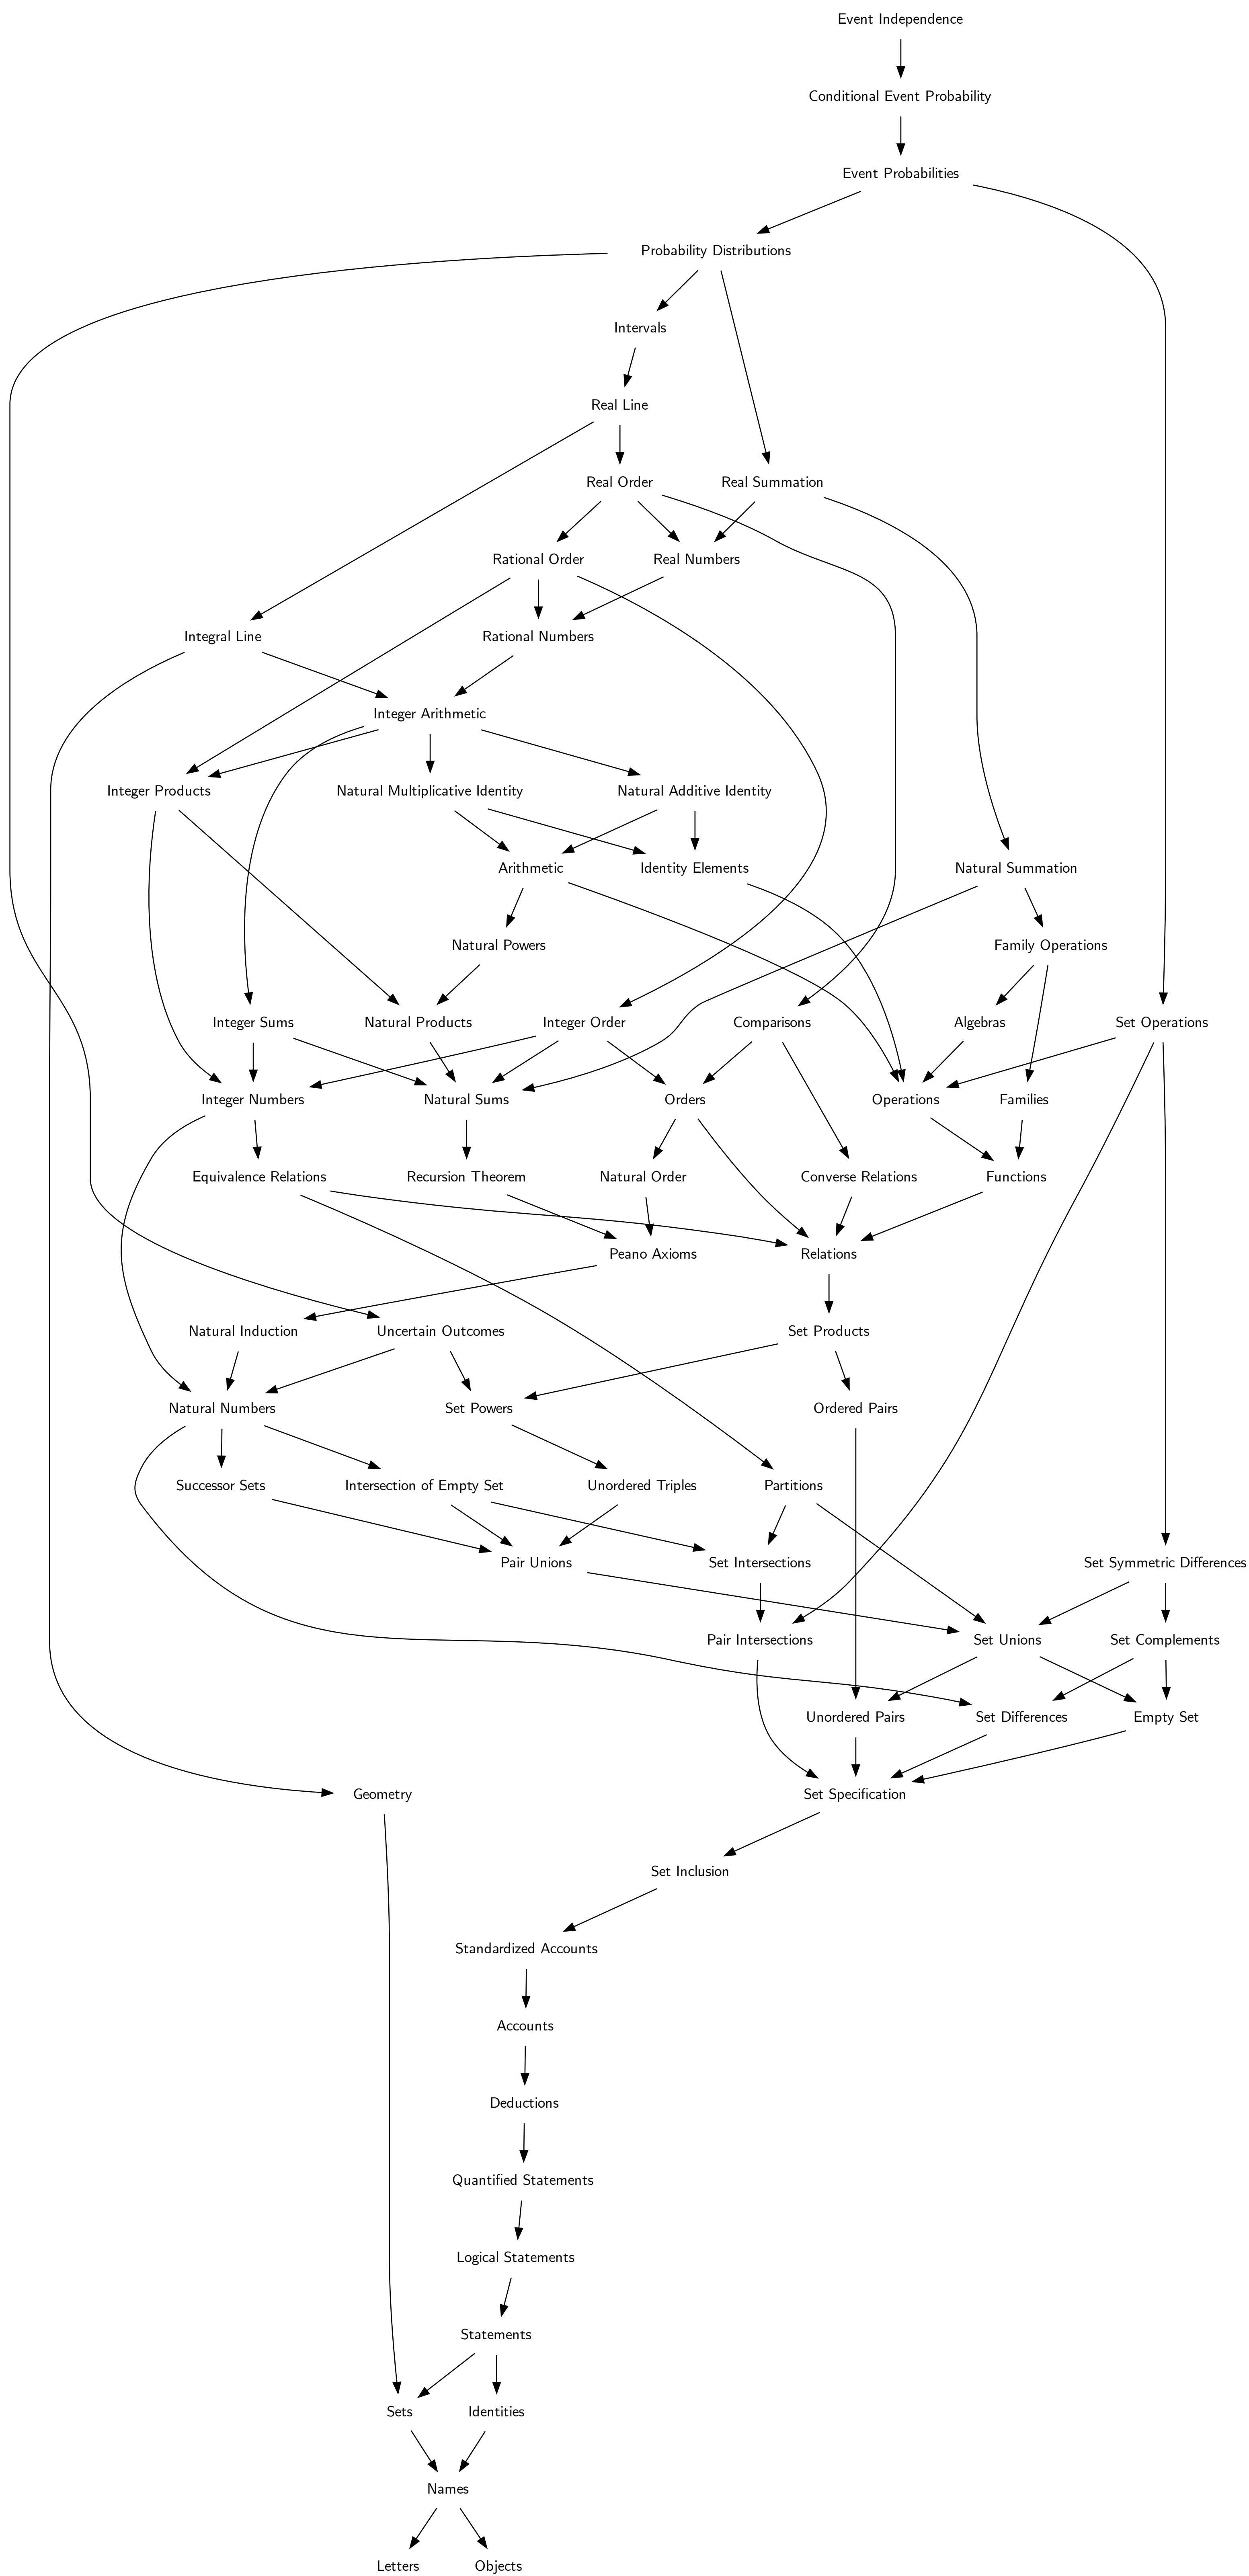 Event Independence
Conditional Event Probability
Event Probabilities
Probability Distributions
Intervals
Real Line
Real Order
Real Summation
Rational Order
Real Numbers
Integral Line
Rational Numbers
Integer Arithmetic
Integer Products
Natural Multiplicative Identity
Natural Additive Identity
Arithmetic
Identity Elements
Natural Summation
Natural Powers
Family Operations
Integer Sums
Natural Products
Integer Order
Comparisons
Algebras
Set Operations
Integer Numbers
Natural Sums
Orders
Operations
Families
Equivalence Relations
Recursion Theorem
Natural Order
Converse Relations
Functions
Peano Axioms
Relations
Natural Induction
Uncertain Outcomes
Set Products
Natural Numbers
Set Powers
Ordered Pairs
Successor Sets
Intersection of Empty Set
Unordered Triples
Partitions
Pair Unions
Set Intersections
Set Symmetric Differences
Pair Intersections
Set Unions
Set Complements
Unordered Pairs
Set Differences
Empty Set
Geometry
Set Specification
Set Inclusion
Standardized Accounts
Accounts
Deductions
Quantified Statements
Logical Statements
Statements
Sets
Identities
Names
Letters
Objects